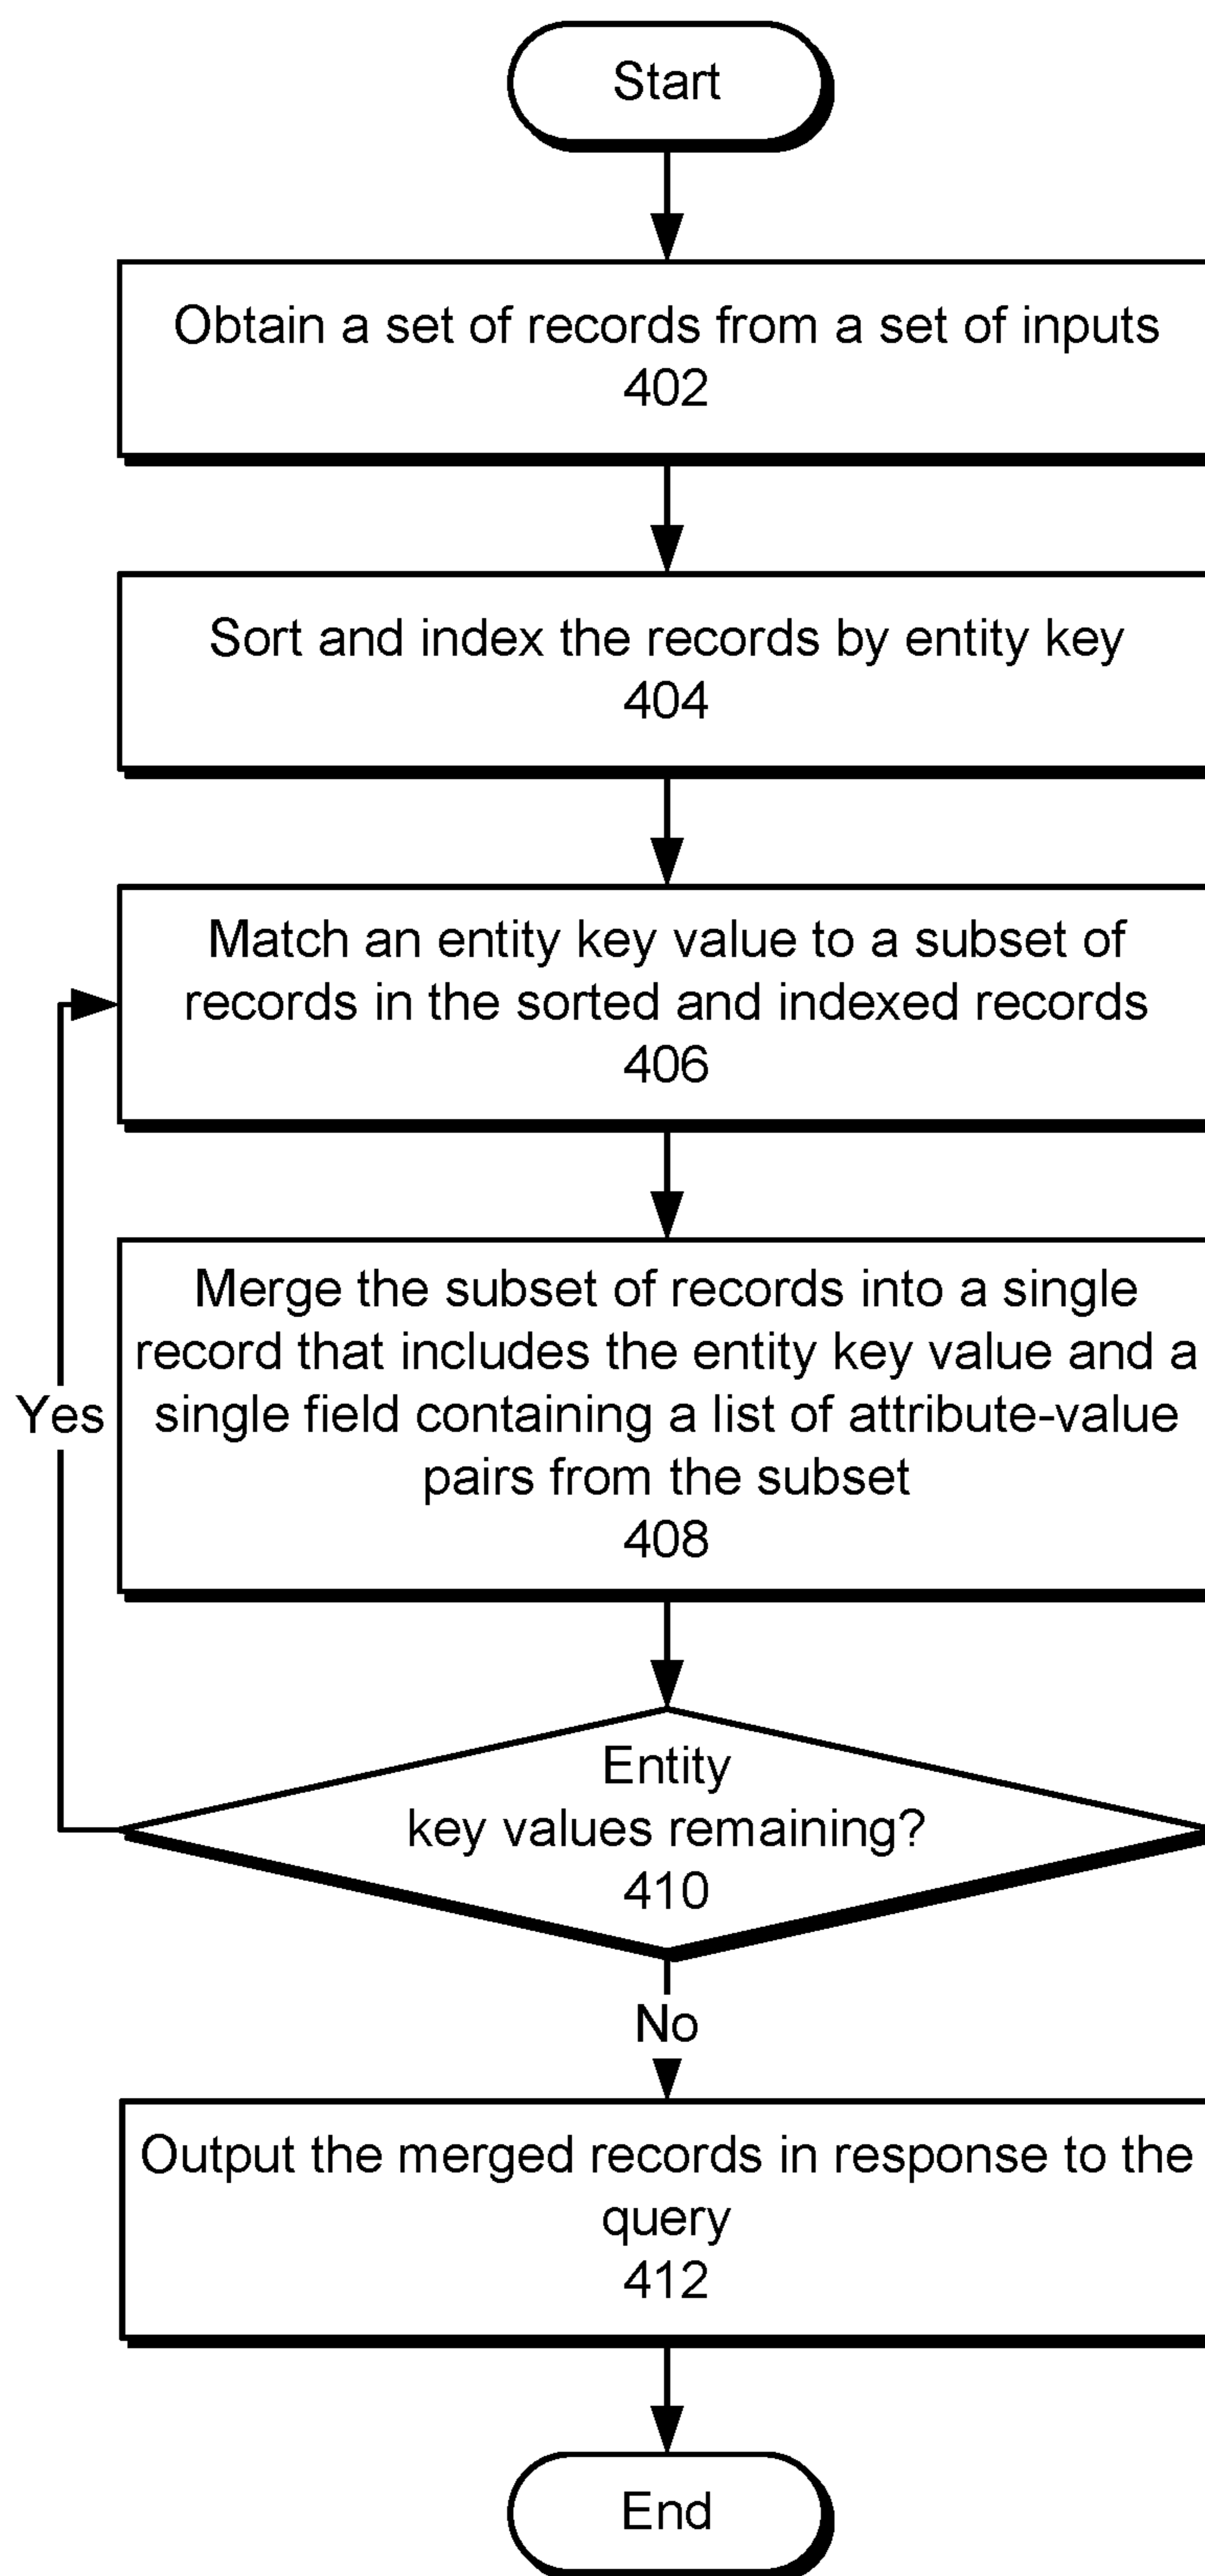 Start
Obtain a set of records from a set of inputs
402
Sort and index the records by entity key
404
Match an entity key value to a subset of
records in the sorted and indexed records
406
Merge the subset of records into a single
record that includes the entity key value and a
single field containing a list of attribute-value
pairs from the subset
408
Yes
Entity
key values remaining?
410
No
Output the merged records in response to the
query
412
End